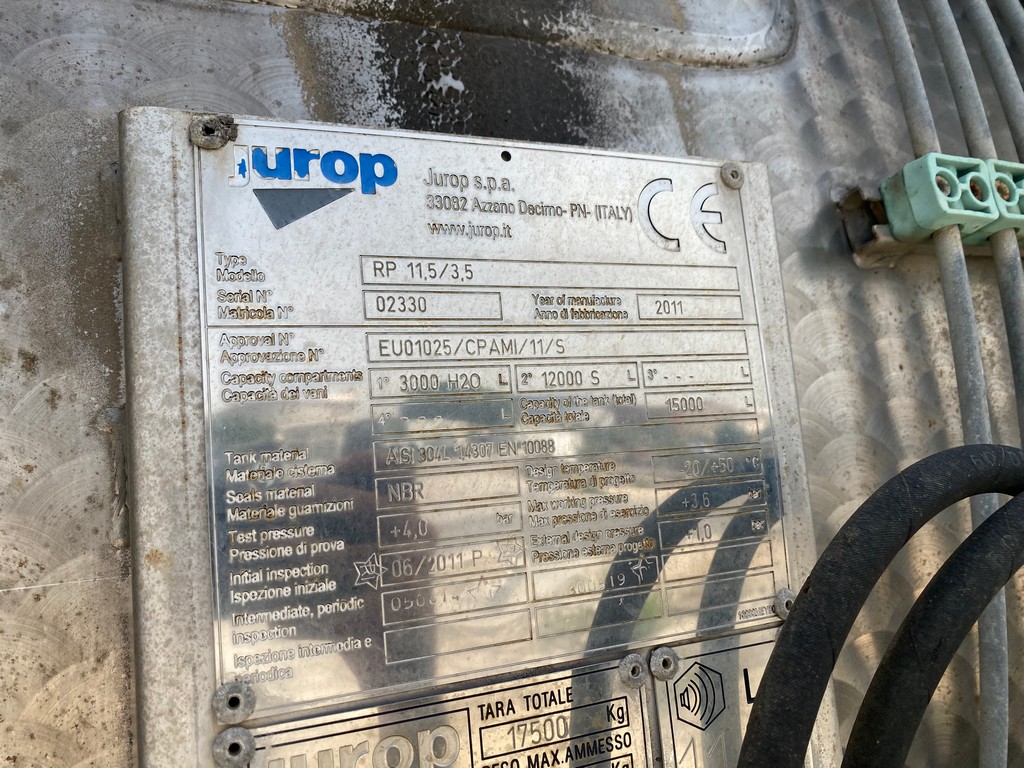 Jurop
Jurop s.p.a.
33082 Azzano Decimo- PN- (ITALY)
www.jurop.it
CE
Type
Modello
RP 11,5/3,5
Serial N°
Matricola N°
02330
Year of manufacture
Anno di fabbricazione
2011
Approval N°
Approvazione N°
EU01025/CPAMI/11/S
Capacity compartments
Capacità dei vani
1° 3000 H2O L
2° 12000 S L
3° --- L
4° --- L
Capacity of the tank (total)
Capacità totale
15000 L
Tank material
Materiale cisterna
AISI 304L 1.4307 EN 10088
Seals material
Materiale guarnizioni
NBR
Design temperature
Temperatura di progetto
-20/+50 °C
Test pressure
Pressione di prova
+4,0 bar
Max working pressure
Max pressione di esercizio
+3,6 bar
External design pressure
Pressione esterna progetto
bar
Initial inspection
Ispezione iniziale
06/2011 P
Intermediate, periodic
inspection
Ispezione intermedia e
periodica
Jurop
TARA TOTALE
17500 Kg
PESO MAX.AMMESSO
Kg
L